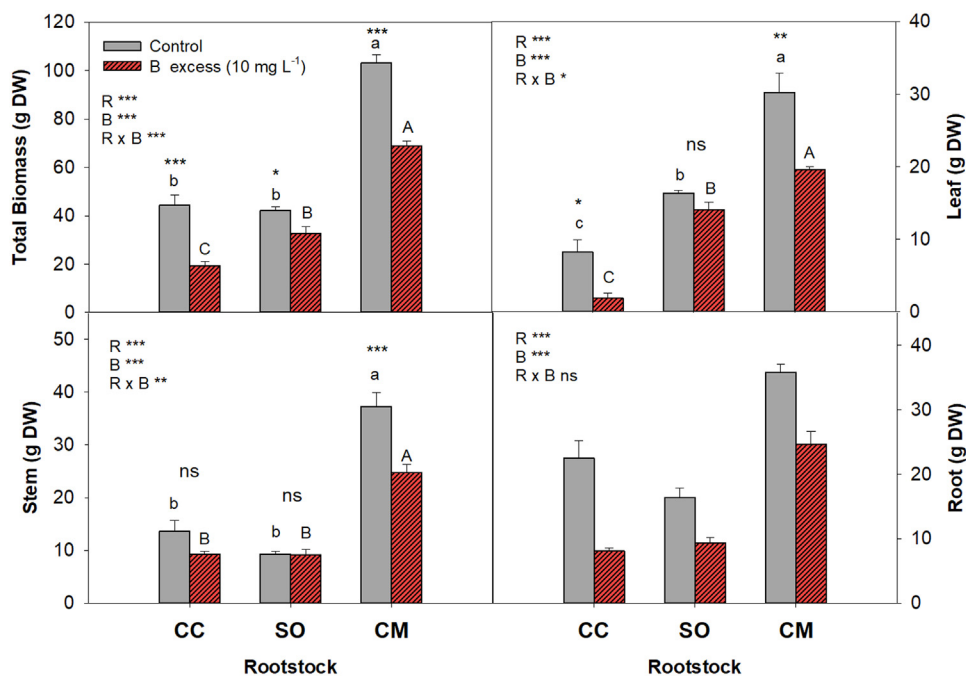 Total Biomass (g DW)
120
100
80
60
40
20
0
Control
B excess (10 mg L⁻¹)
R ***
B ***
R x B ***
***
b
C
*
b
B
***
a
A
R ***
B ***
R x B *
*
c
C
ns
b
B
**
a
A
40
30
20
10
0
Leaf (g DW)
Stem (g DW)
50
40
30
20
10
0
R ***
B ***
R x B **
ns
b
B
ns
b
B
***
a
A
CC SO CM
Rootstock
R ***
B ***
R x B ns
40
30
20
10
0
Root (g DW)
CC SO CM
Rootstock